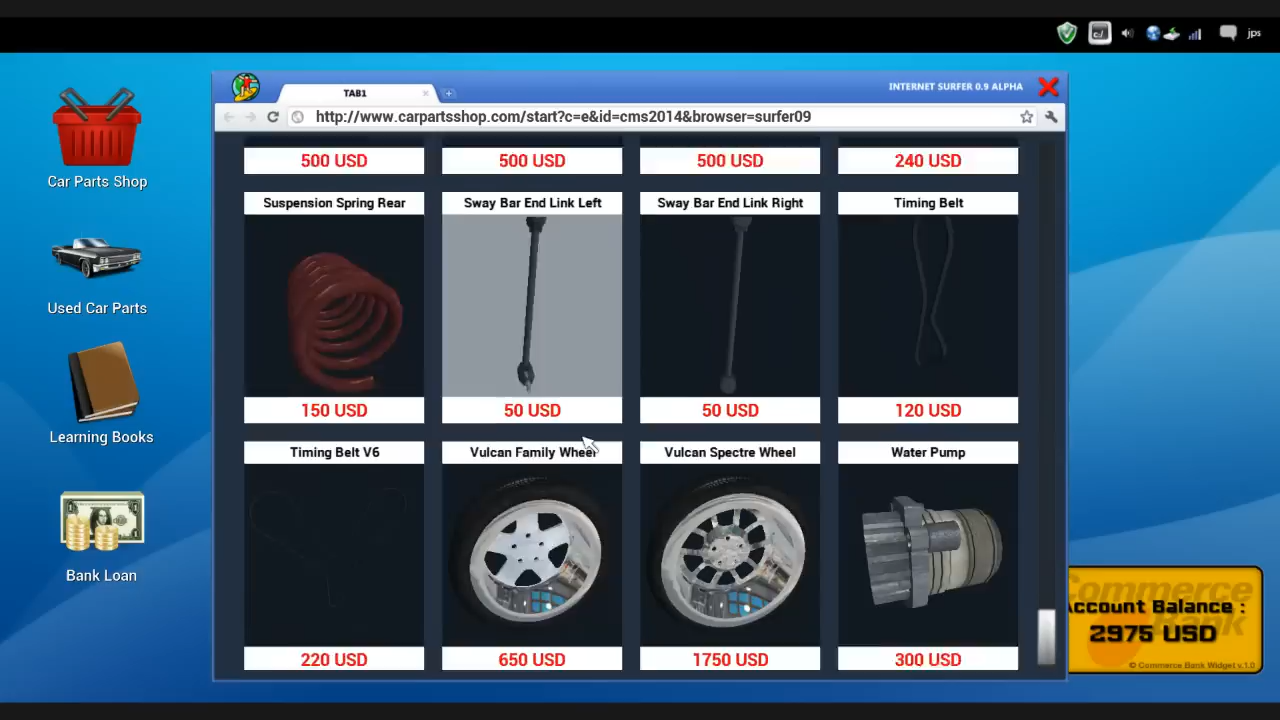 c:/
jps
TAB1
INTERNET SURFER 0.9 ALPHA
http://www.carpartsshop.com/start?c=e&id=cms2014&browser=surfer09
Car Parts Shop
Used Car Parts
Learning Books
Bank Loan
500 USD
500 USD
500 USD
240 USD
Suspension Spring Rear
Sway Bar End Link Left
Sway Bar End Link Right
Timing Belt
150 USD
50 USD
50 USD
120 USD
Timing Belt V6
Vulcan Family Wheel
Vulcan Spectre Wheel
Water Pump
220 USD
650 USD
1750 USD
300 USD
Commerce
Bank
Account Balance :
2975 USD
© Commerce Bank Widget v.1.0